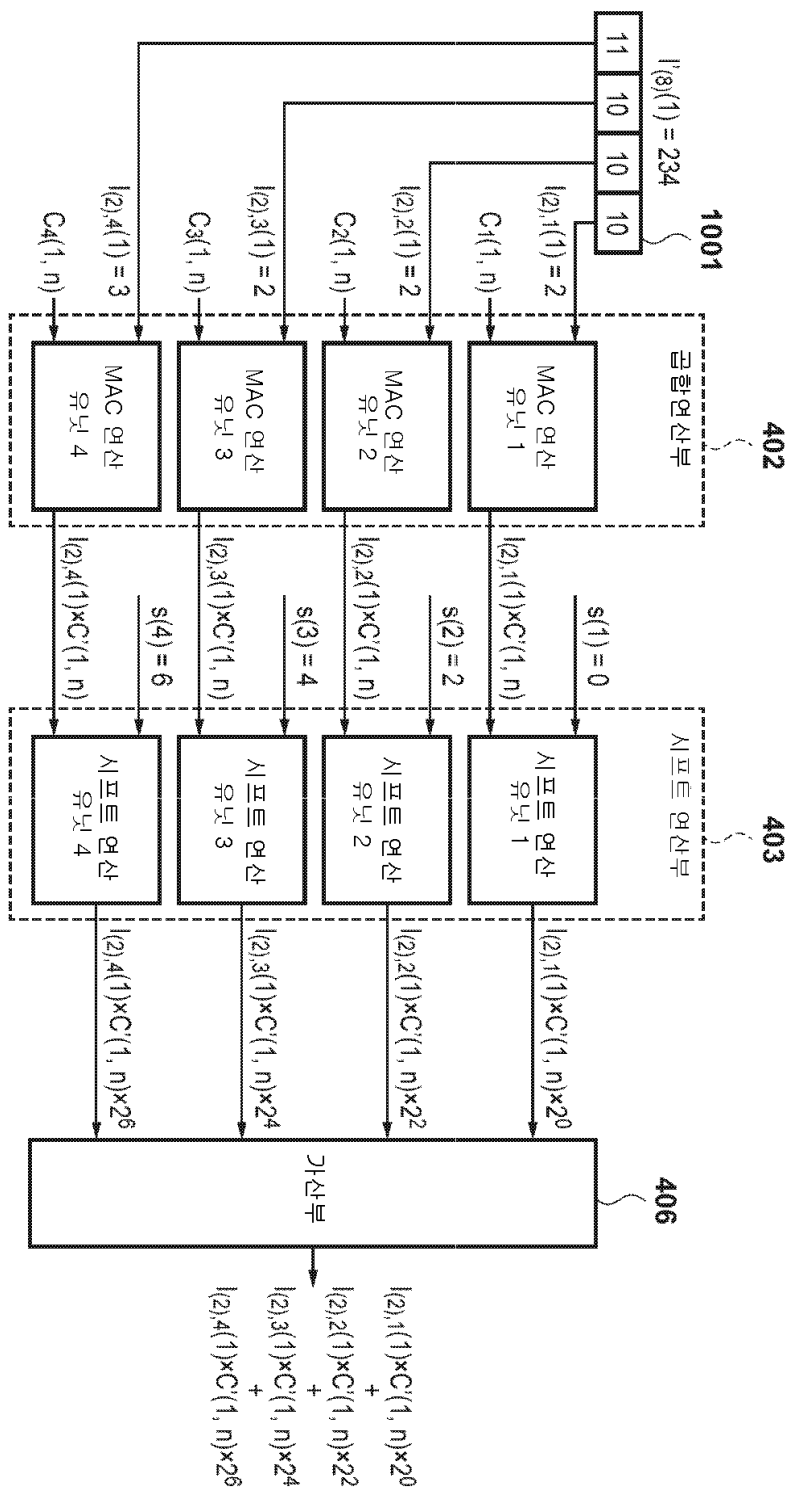 I'(8)(1) = 234
1001
11 10 10 10
I(2),1(1) = 2
C1(1, n)
I(2),2(1) = 2
C2(1, n)
I(2),3(1) = 2
C3(1, n)
I(2),4(1) = 3
C4(1, n)
402
곱합연산부
MAC 연산
유닛 1
MAC 연산
유닛 2
MAC 연산
유닛 3
MAC 연산
유닛 4
s(1) = 0
I(2),1(1)×C'(1, n)
s(2) = 2
I(2),2(1)×C'(1, n)
s(3) = 4
I(2),3(1)×C'(1, n)
s(4) = 6
I(2),4(1)×C'(1, n)
403
시프트 연산부
시프트 연산
유닛 1
시프트 연산
유닛 2
시프트 연산
유닛 3
시프트 연산
유닛 4
I(2),1(1)×C'(1, n)×2⁰
I(2),2(1)×C'(1, n)×2²
I(2),3(1)×C'(1, n)×2⁴
I(2),4(1)×C'(1, n)×2⁶
406
가산부
I(2),1(1)×C'(1, n)×2⁰
+
I(2),2(1)×C'(1, n)×2²
+
I(2),3(1)×C'(1, n)×2⁴
+
I(2),4(1)×C'(1, n)×2⁶